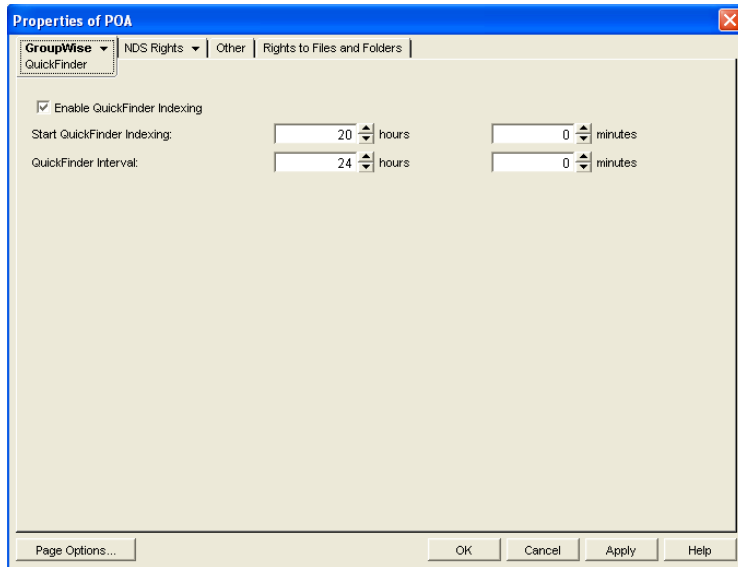 Properties of POA
GroupWise NDS Rights Other Rights to Files and Folders
QuickFinder
Enable QuickFinder Indexing
Start QuickFinder Indexing: 20 hours 0 minutes
QuickFinder Interval: 24 hours 0 minutes
Page Options... OK Cancel Apply Help